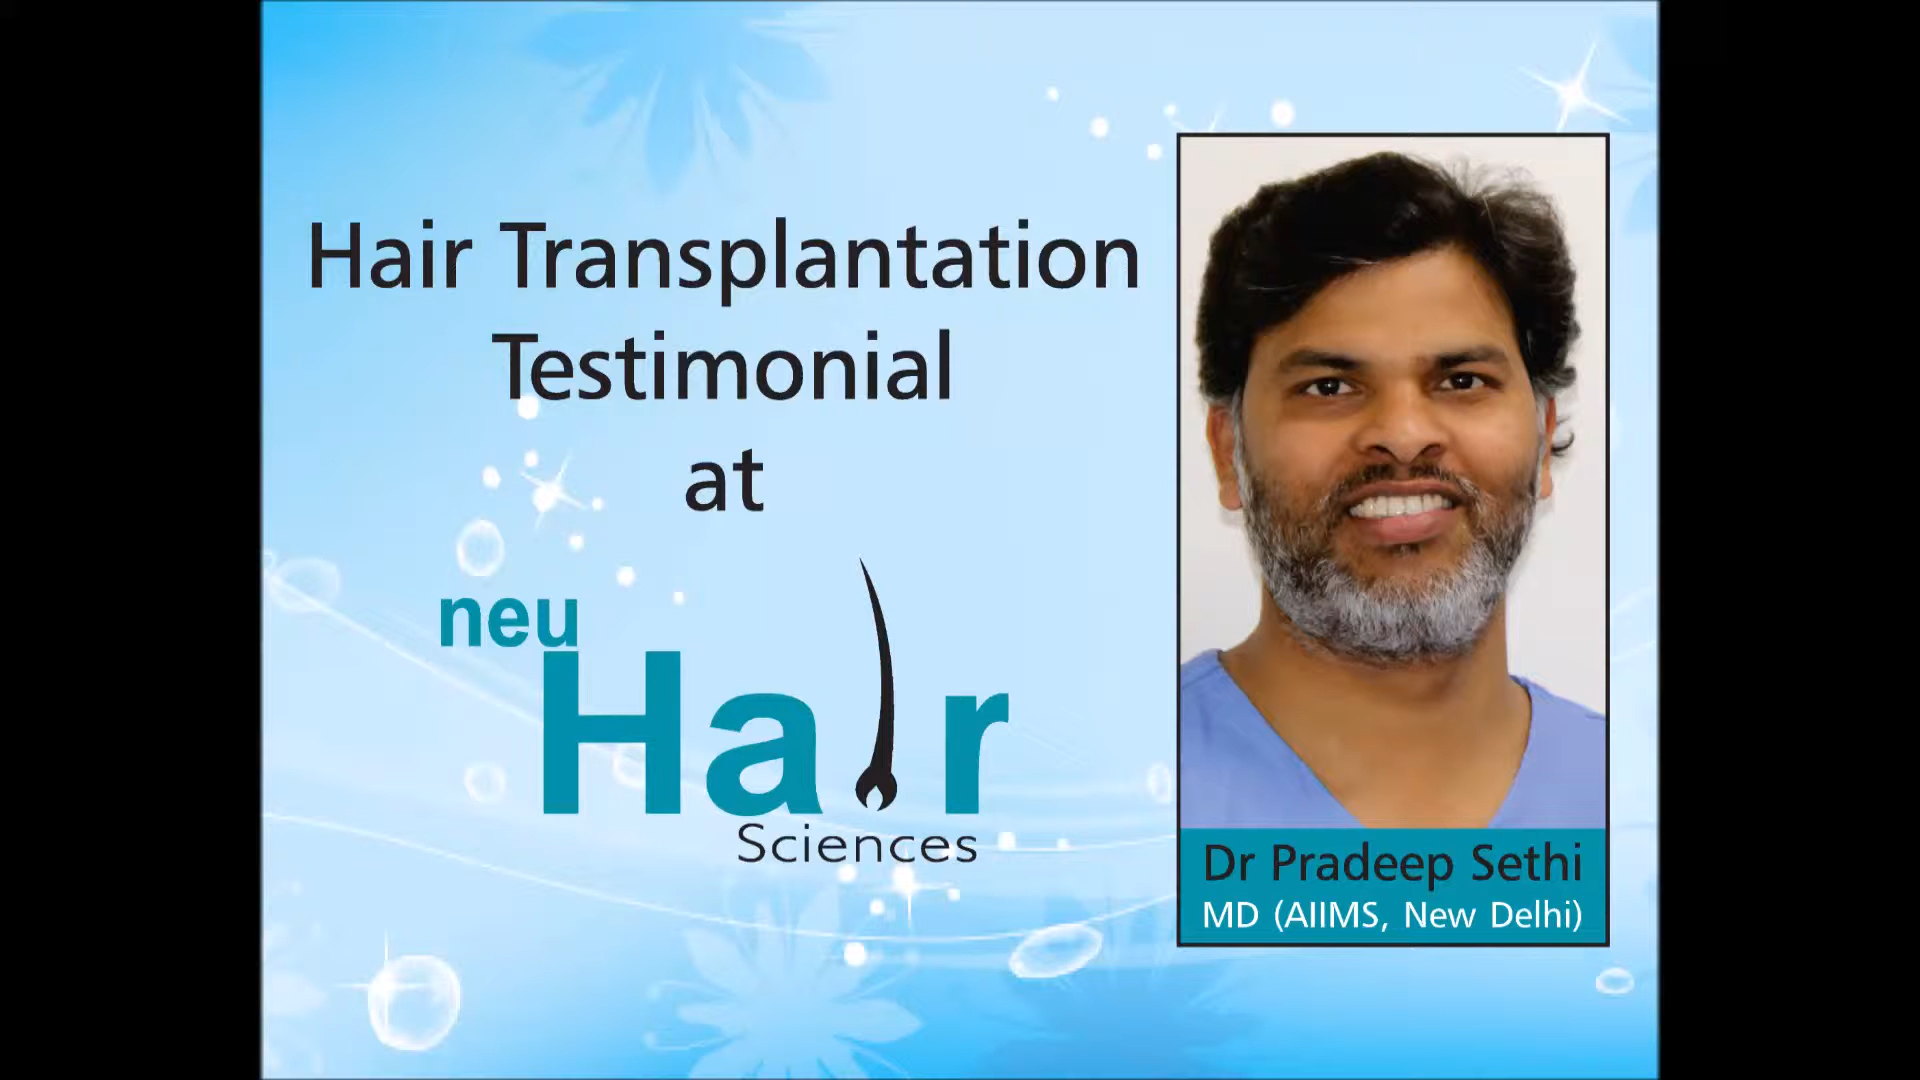 Hair Transplantation
Testimonial
at
neu
Hair
Sciences
Dr Pradeep Sethi
MD (AIIMS, New Delhi)